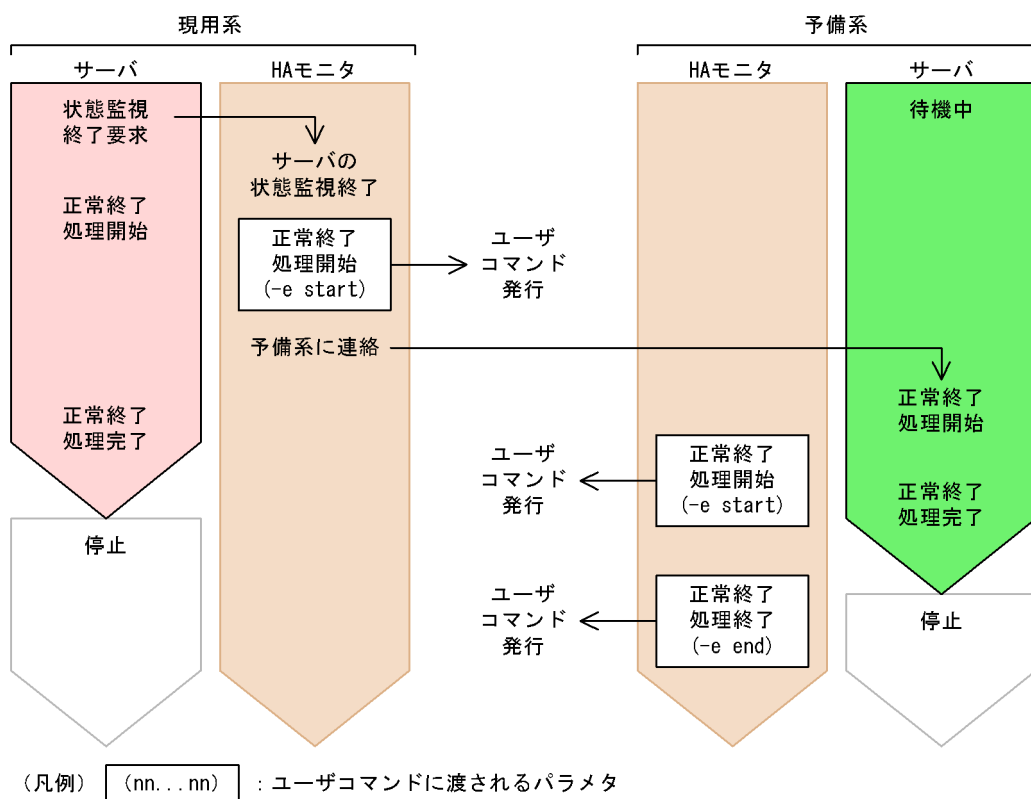 現用系
予備系
サーバ
HAモニタ
HAモニタ
サーバ
状態監視
終了要求
サーバの
状態監視終了
正常終了
処理開始
正常終了
処理開始
(-e start)
ユーザ
コマンド
発行
予備系に連絡
正常終了
処理完了
停止
待機中
正常終了
処理開始
正常終了
処理開始
(-e start)
ユーザ
コマンド
発行
正常終了
処理完了
正常終了
処理終了
(-e end)
ユーザ
コマンド
発行
停止
(凡例) (nn...nn) :ユーザコマンドに渡されるパラメタ